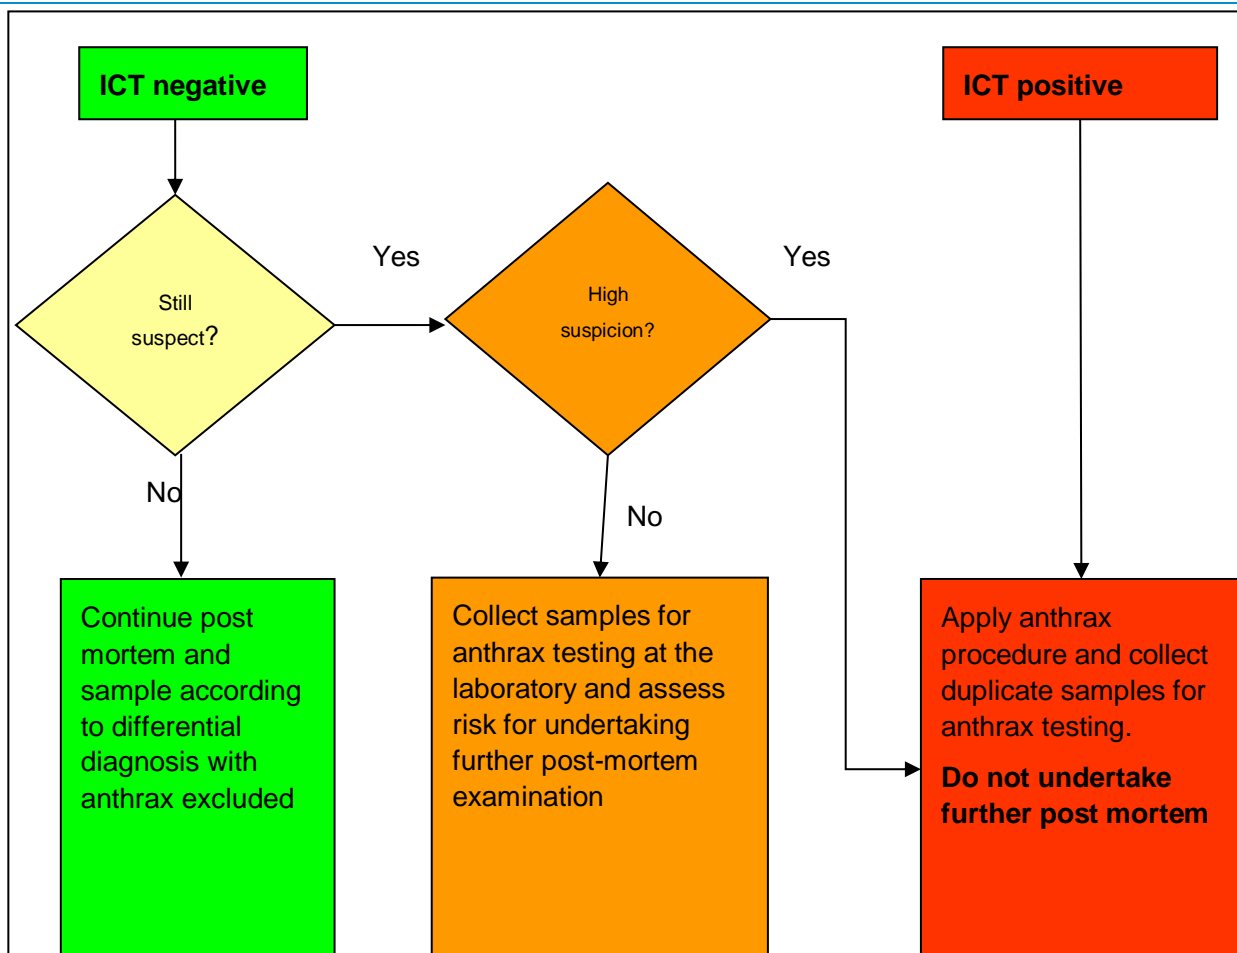 ICT negative
ICT positive
Yes
Yes
Still
suspect?
High
suspicion?
No
No
Continue post
mortem and
sample according
to differential
diagnosis with
anthrax excluded
Collect samples for
anthrax testing at the
laboratory and assess
risk for undertaking
further post-mortem
examination
Apply anthrax
procedure and collect
duplicate samples for
anthrax testing.
Do not undertake
further post mortem